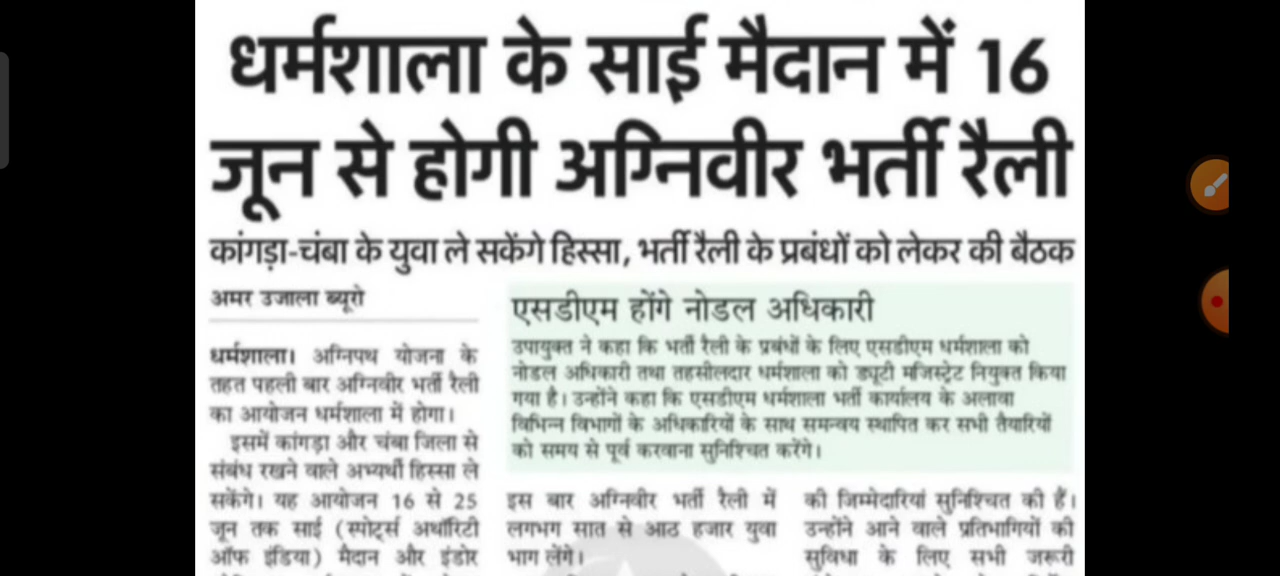 धर्मशाला के साई मैदान में 16
जून से होगी अग्निवीर भर्ती रैली
कांगड़ा-चंबा के युवा ले सकेंगे हिस्सा, भर्ती रैली के प्रबंधों को लेकर की बैठक
अमर उजाला ब्यूरो
धर्मशाला। अग्निपथ योजना के
तहत पहली बार अग्निवीर भर्ती रैली
का आयोजन धर्मशाला में होगा।
इसमें कांगड़ा और चंबा जिला से
संबंध रखने वाले अभ्यर्थी हिस्सा ले
सकेंगे। यह आयोजन 16 से 25
जून तक साई (स्पोर्ट्स अथॉरिटी
ऑफ इंडिया) मैदान और इंडोर
एसडीएम होंगे नोडल अधिकारी
उपायुक्त ने कहा कि भर्ती रैली के प्रबंधों के लिए एसडीएम धर्मशाला को
नोडल अधिकारी तथा तहसीलदार धर्मशाला को ड्यूटी मजिस्ट्रेट नियुक्त किया
गया है। उन्होंने कहा कि एसडीएम धर्मशाला भर्ती कार्यालय के अलावा
विभिन्न विभागों के अधिकारियों के साथ समन्वय स्थापित कर सभी तैयारियों
को समय से पूर्व करवाना सुनिश्चित करेंगे।
इस बार अग्निवीर भर्ती रैली में
लगभग सात से आठ हजार युवा
भाग लेंगे।
की जिम्मेदारियां सुनिश्चित की हैं।
उन्होंने आने वाले प्रतिभागियों की
सुविधा के लिए सभी जरूरी